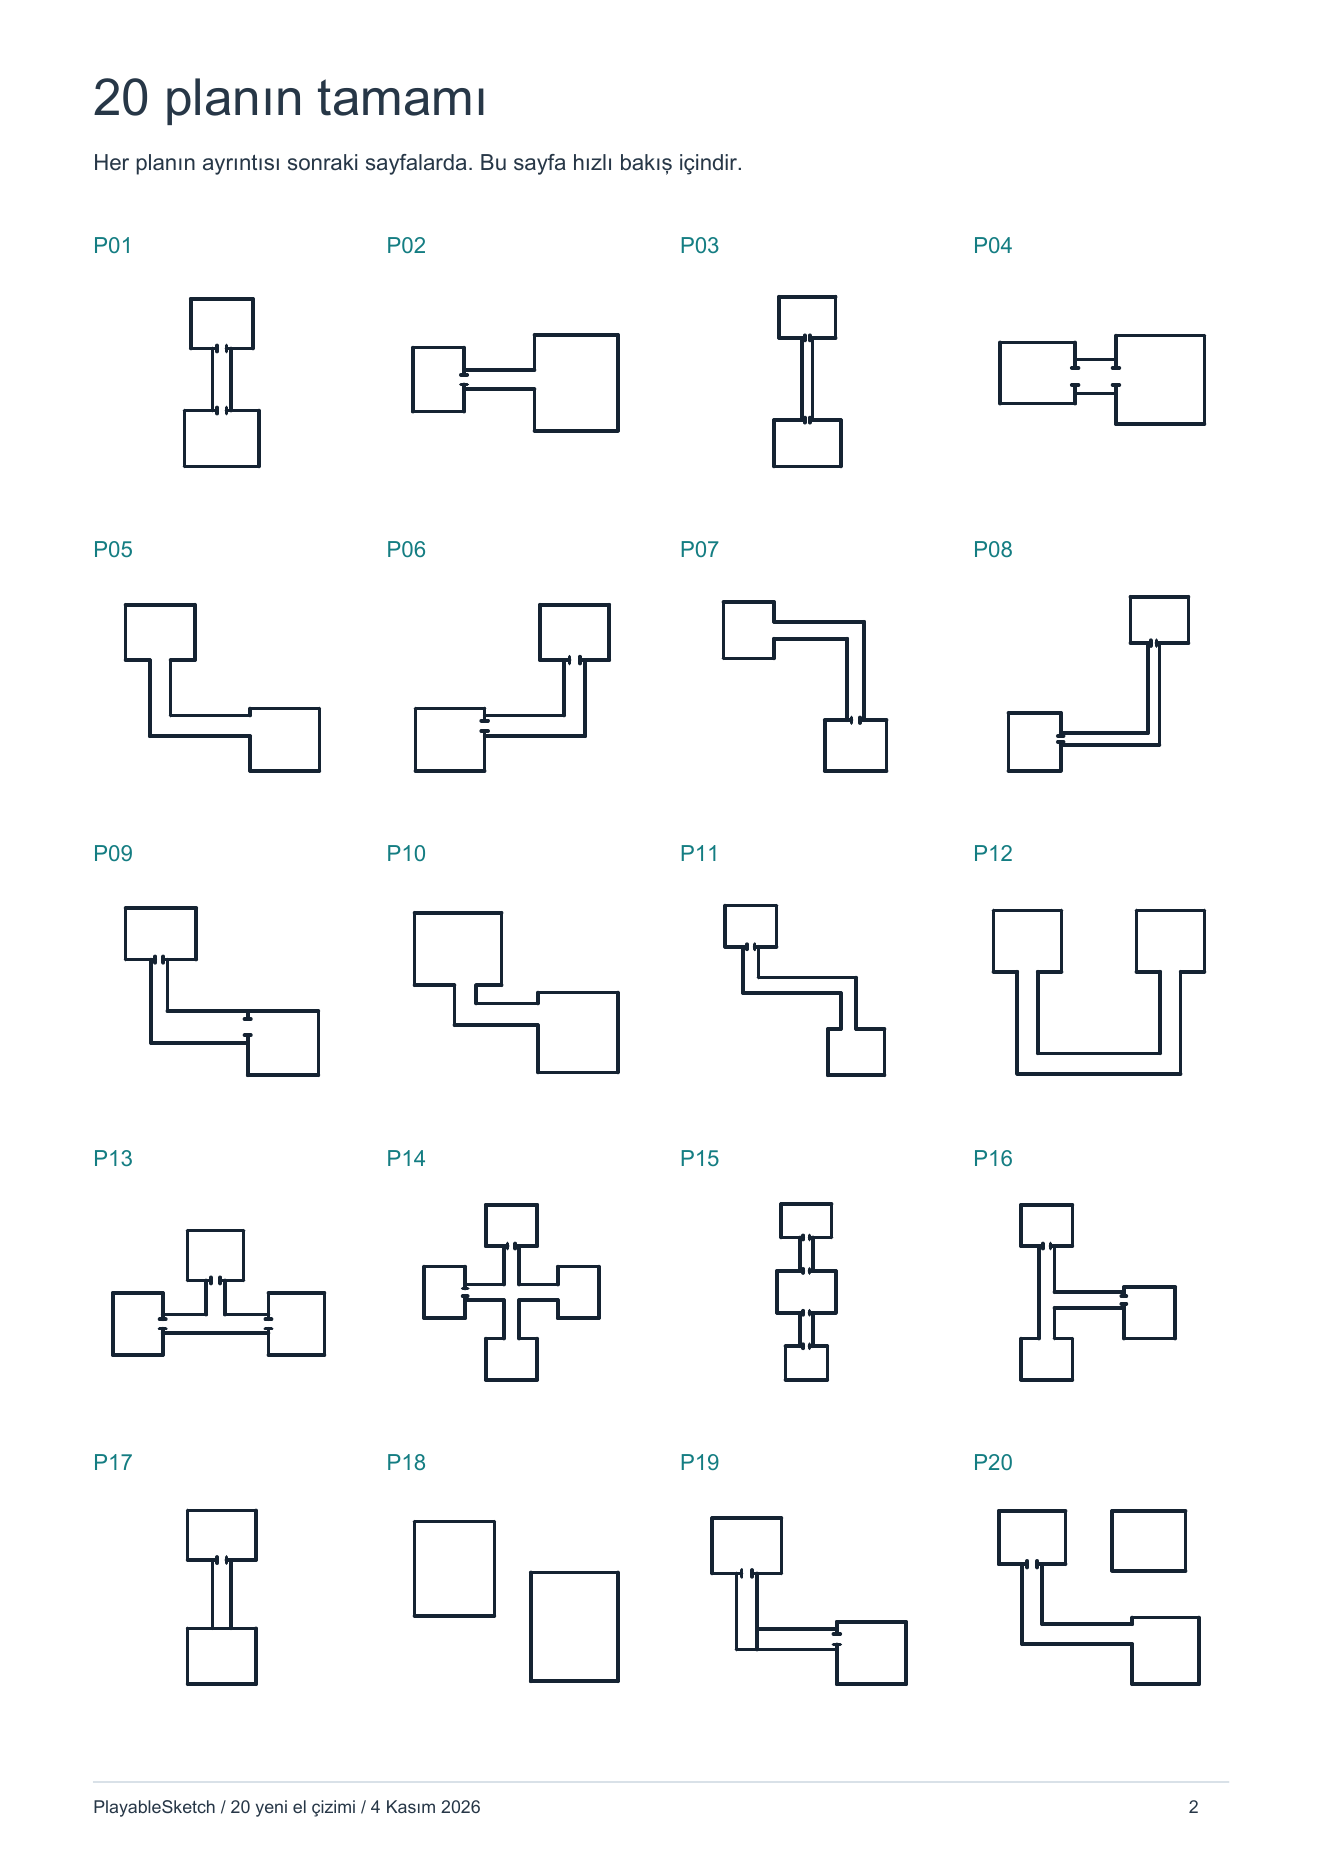 20 planın tamamı
Her planın ayrıntısı sonraki sayfalarda. Bu sayfa hızlı bakış içindir.
P01
P02
P03
P04
P05
P06
P07
P08
P09
P10
P11
P12
P13
P14
P15
P16
P17
P18
P19
P20
PlayableSketch / 20 yeni el çizimi / 4 Kasım 2026
2